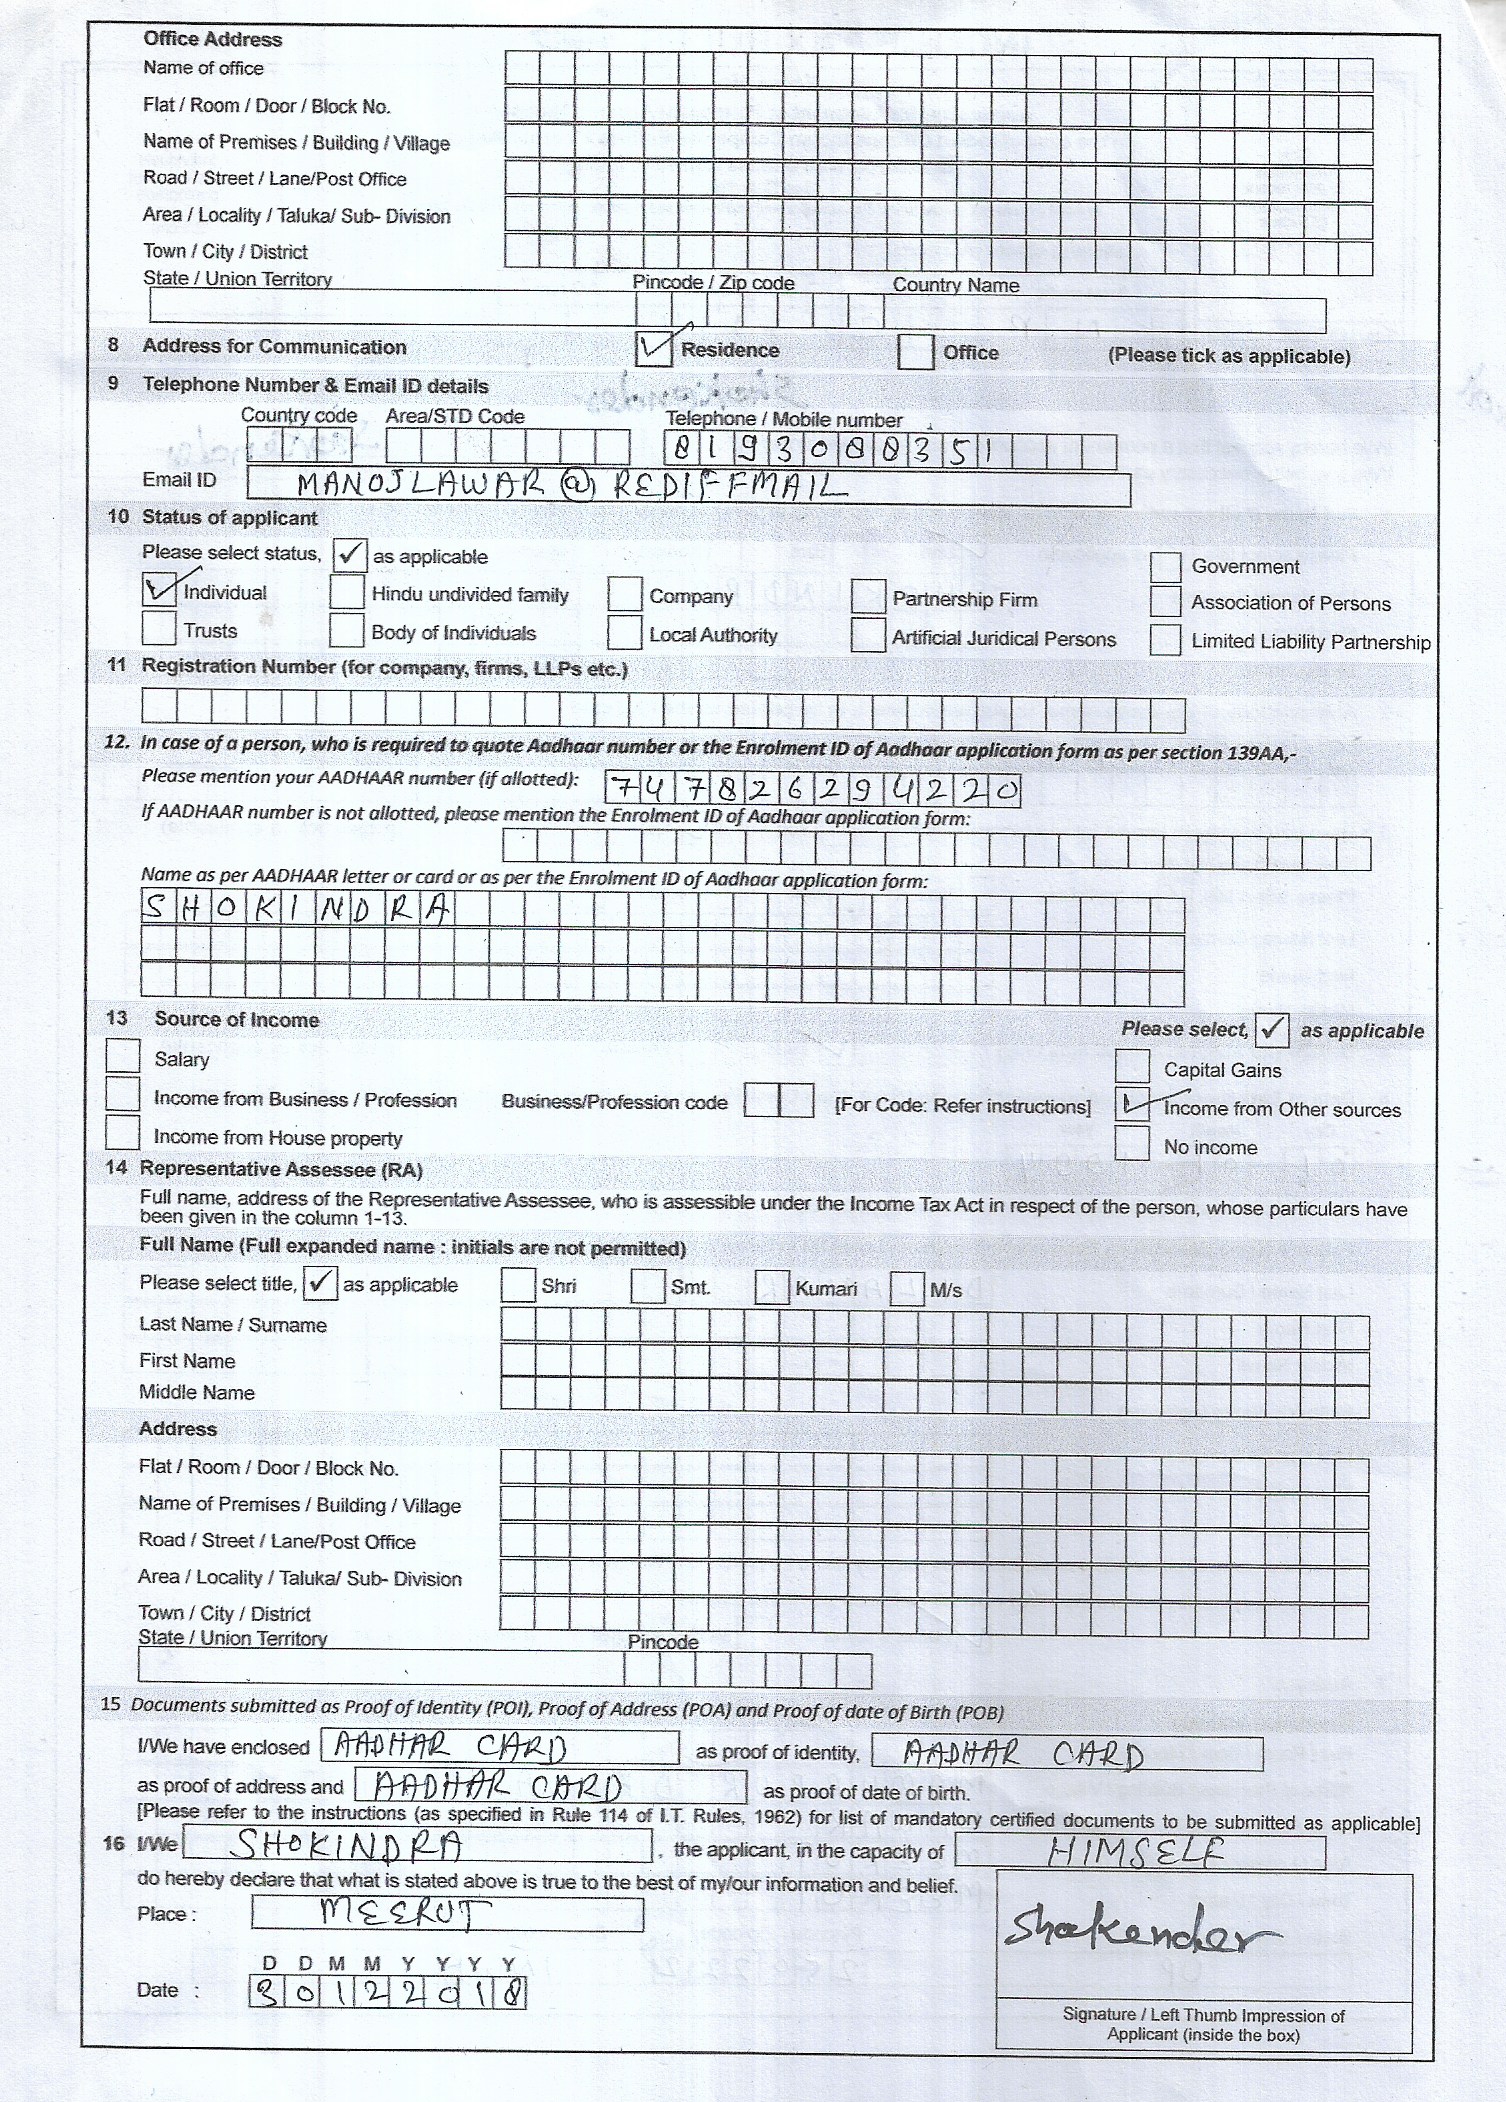 Office Address
Name of office
Flat / Room / Door / Block No.
Name of Premises / Building / Village
Road / Street / Lane/Post Office
Area / Locality / Taluka/ Sub- Division
Town / City / District
State / Union Territory Pincode / Zip code Country Name
8 Address for Communication Residence Office (Please tick as applicable)
9 Telephone Number & Email ID details
Country code Area/STD Code Telephone / Mobile number
8193088351
Email ID MANOJLAWAR @ REDIFFMAIL
10 Status of applicant
Please select status, ✓ as applicable Government
Individual Hindu undivided family Company Partnership Firm Association of Persons
Trusts Body of Individuals Local Authority Artificial Juridical Persons Limited Liability Partnership
11 Registration Number (for company, firms, LLPs etc.)
12. In case of a person, who is required to quote Aadhaar number or the Enrolment ID of Aadhaar application form as per section 139AA,-
Please mention your AADHAAR number (if allotted): 747826294220
If AADHAAR number is not allotted, please mention the Enrolment ID of Aadhaar application form:
Name as per AADHAAR letter or card or as per the Enrolment ID of Aadhaar application form:
SHOKINDRA
13 Source of Income Please select, ✓ as applicable
Salary Capital Gains
Income from Business / Profession Business/Profession code [For Code: Refer instructions] Income from Other sources
Income from House property No income
14 Representative Assessee (RA)
Full name, address of the Representative Assessee, who is assessible under the Income Tax Act in respect of the person, whose particulars have
been given in the column 1-13.
Full Name (Full expanded name : initials are not permitted)
Please select title, ✓ as applicable Shri Smt. Kumari M/s
Last Name / Surname
First Name
Middle Name
Address
Flat / Room / Door / Block No.
Name of Premises / Building / Village
Road / Street / Lane/Post Office
Area / Locality / Taluka/ Sub- Division
Town / City / District
State / Union Territory Pincode
15 Documents submitted as Proof of Identity (POI), Proof of Address (POA) and Proof of date of Birth (POB)
I/We have enclosed AADHAR CARD as proof of identity, AADHAR CARD
as proof of address and AADHAR CARD as proof of date of birth.
[Please refer to the instructions (as specified in Rule 114 of I.T. Rules, 1962) for list of mandatory certified documents to be submitted as applicable]
16 I/We SHOKINDRA , the applicant, in the capacity of HIMSELF
do hereby declare that what is stated above is true to the best of my/our information and belief.
Place : MEERUT
Shokender
D D M M Y Y Y Y
Date : 30122018
Signature / Left Thumb Impression of
Applicant (inside the box)